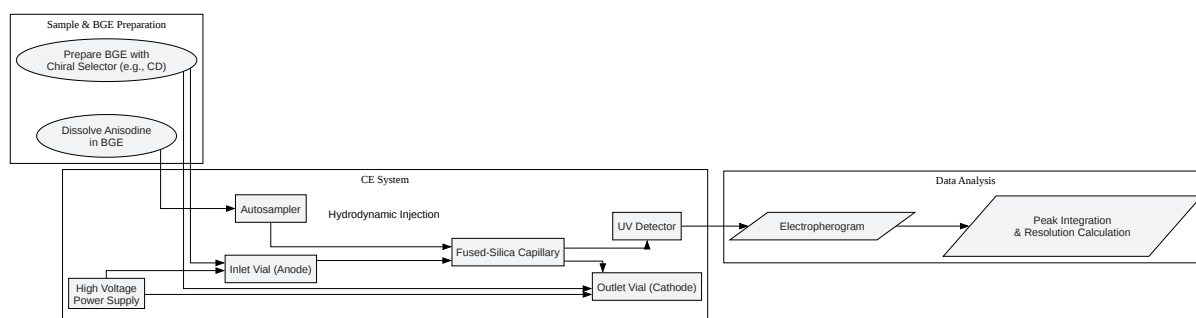 Sample & BGE Preparation
Prepare BGE with
Chiral Selector (e.g., CD)
Dissolve Anisodine
in BGE
CE System
Autosampler
Hydrodynamic Injection
UV Detector
Fused-Silica Capillary
Inlet Vial (Anode)
High Voltage
Power Supply
Outlet Vial (Cathode)
Data Analysis
Electropherogram
Peak Integration
& Resolution Calculation